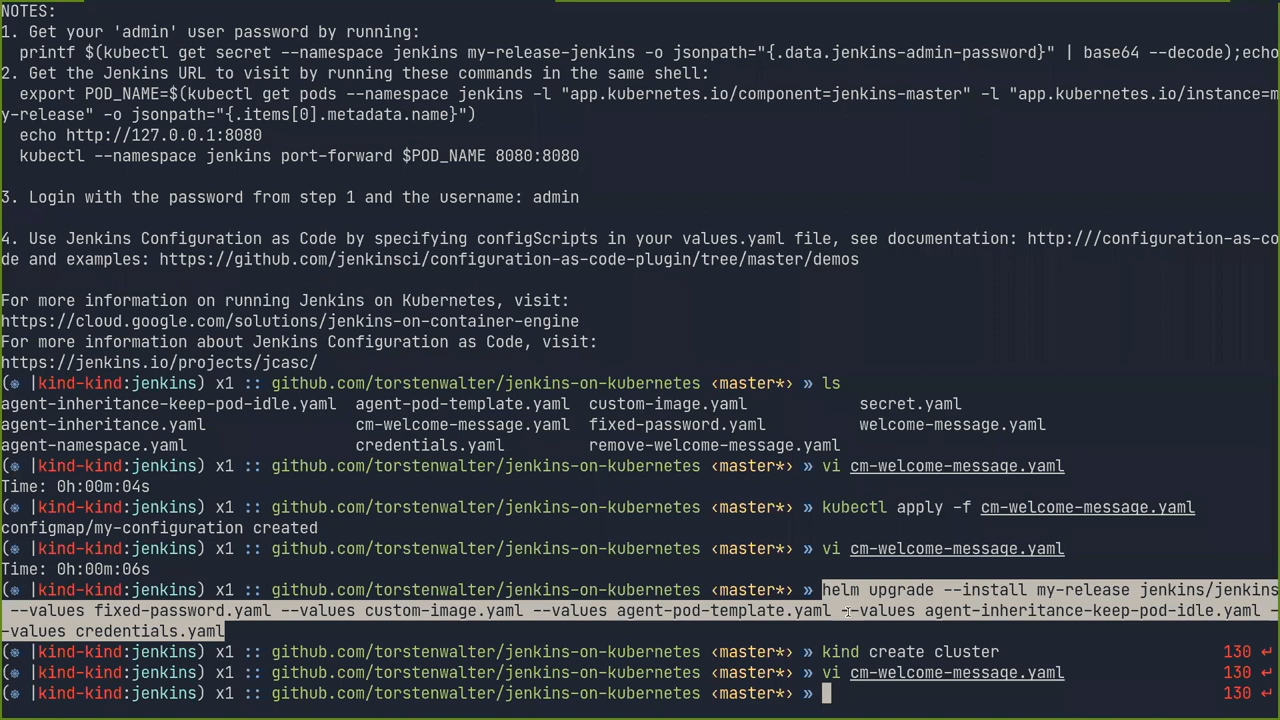 NOTES:
1. Get your 'admin' user password by running:
  printf $(kubectl get secret --namespace jenkins my-release-jenkins -o jsonpath="{.data.jenkins-admin-password}" | base64 --decode);echo
2. Get the Jenkins URL to visit by running these commands in the same shell:
  export POD_NAME=$(kubectl get pods --namespace jenkins -l "app.kubernetes.io/component=jenkins-master" -l "app.kubernetes.io/instance=m
y-release" -o jsonpath="{.items[0].metadata.name}")
  echo http://127.0.0.1:8080
  kubectl --namespace jenkins port-forward $POD_NAME 8080:8080
3. Login with the password from step 1 and the username: admin
4. Use Jenkins Configuration as Code by specifying configScripts in your values.yaml file, see documentation: http:///configuration-as-co
de and examples: https://github.com/jenkinsci/configuration-as-code-plugin/tree/master/demos
For more information on running Jenkins on Kubernetes, visit:
https://cloud.google.com/solutions/jenkins-on-container-engine
For more information about Jenkins Configuration as Code, visit:
https://jenkins.io/projects/jcasc/
(⎈ |kind-kind:jenkins) x1 :: github.com/torstenwalter/jenkins-on-kubernetes ‹master*› » ls
agent-inheritance-keep-pod-idle.yaml  agent-pod-template.yaml  custom-image.yaml            secret.yaml
agent-inheritance.yaml                cm-welcome-message.yaml  fixed-password.yaml          welcome-message.yaml
agent-namespace.yaml                  credentials.yaml         remove-welcome-message.yaml
(⎈ |kind-kind:jenkins) x1 :: github.com/torstenwalter/jenkins-on-kubernetes ‹master*› » vi cm-welcome-message.yaml
Time: 0h:00m:04s
(⎈ |kind-kind:jenkins) x1 :: github.com/torstenwalter/jenkins-on-kubernetes ‹master*› » kubectl apply -f cm-welcome-message.yaml
configmap/my-configuration created
(⎈ |kind-kind:jenkins) x1 :: github.com/torstenwalter/jenkins-on-kubernetes ‹master*› » vi cm-welcome-message.yaml
Time: 0h:00m:06s
(⎈ |kind-kind:jenkins) x1 :: github.com/torstenwalter/jenkins-on-kubernetes ‹master*› » helm upgrade --install my-release jenkins/jenkins
 --values fixed-password.yaml --values custom-image.yaml --values agent-pod-template.yaml --values agent-inheritance-keep-pod-idle.yaml -
-values credentials.yaml
(⎈ |kind-kind:jenkins) x1 :: github.com/torstenwalter/jenkins-on-kubernetes ‹master*› » kind create cluster 130 ↵
(⎈ |kind-kind:jenkins) x1 :: github.com/torstenwalter/jenkins-on-kubernetes ‹master*› » vi cm-welcome-message.yaml 130 ↵
(⎈ |kind-kind:jenkins) x1 :: github.com/torstenwalter/jenkins-on-kubernetes ‹master*› » 130 ↵